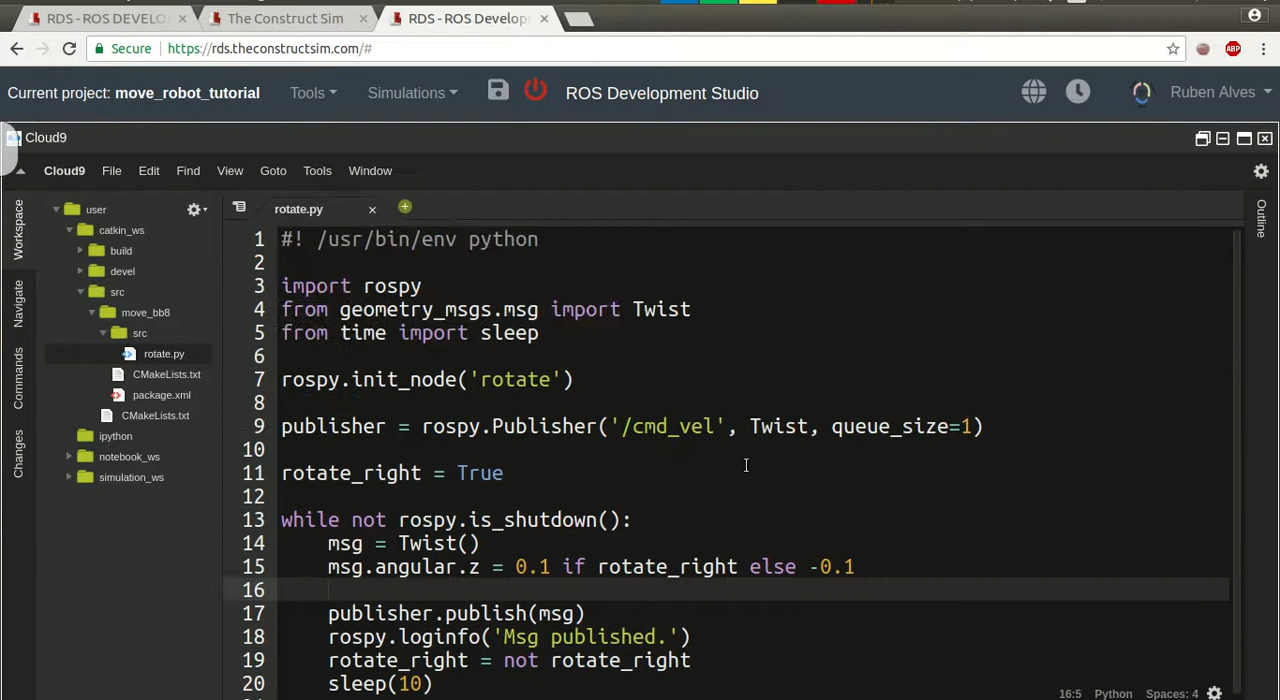 RDS - ROS DEVELO
The Construct Sim
RDS - ROS Develop
Secure https://rds.theconstructsim.com/#
ABP
Current project: move_robot_tutorial Tools Simulations ROS Development Studio Ruben Alves
Cloud9
Cloud9 File Edit Find View Goto Tools Window
Workspace
Navigate
Commands
Changes
user
catkin_ws
build
devel
src
move_bb8
src
rotate.py
CMakeLists.txt
package.xml
CMakeLists.txt
ipython
notebook_ws
simulation_ws
rotate.py
1 #! /usr/bin/env python
2
3 import rospy
4 from geometry_msgs.msg import Twist
5 from time import sleep
6
7 rospy.init_node('rotate')
8
9 publisher = rospy.Publisher('/cmd_vel', Twist, queue_size=1)
10
11 rotate_right = True
12
13 while not rospy.is_shutdown():
14     msg = Twist()
15     msg.angular.z = 0.1 if rotate_right else -0.1
16
17     publisher.publish(msg)
18     rospy.loginfo('Msg published.')
19     rotate_right = not rotate_right
20     sleep(10)
Outline
16:5 Python Spaces: 4